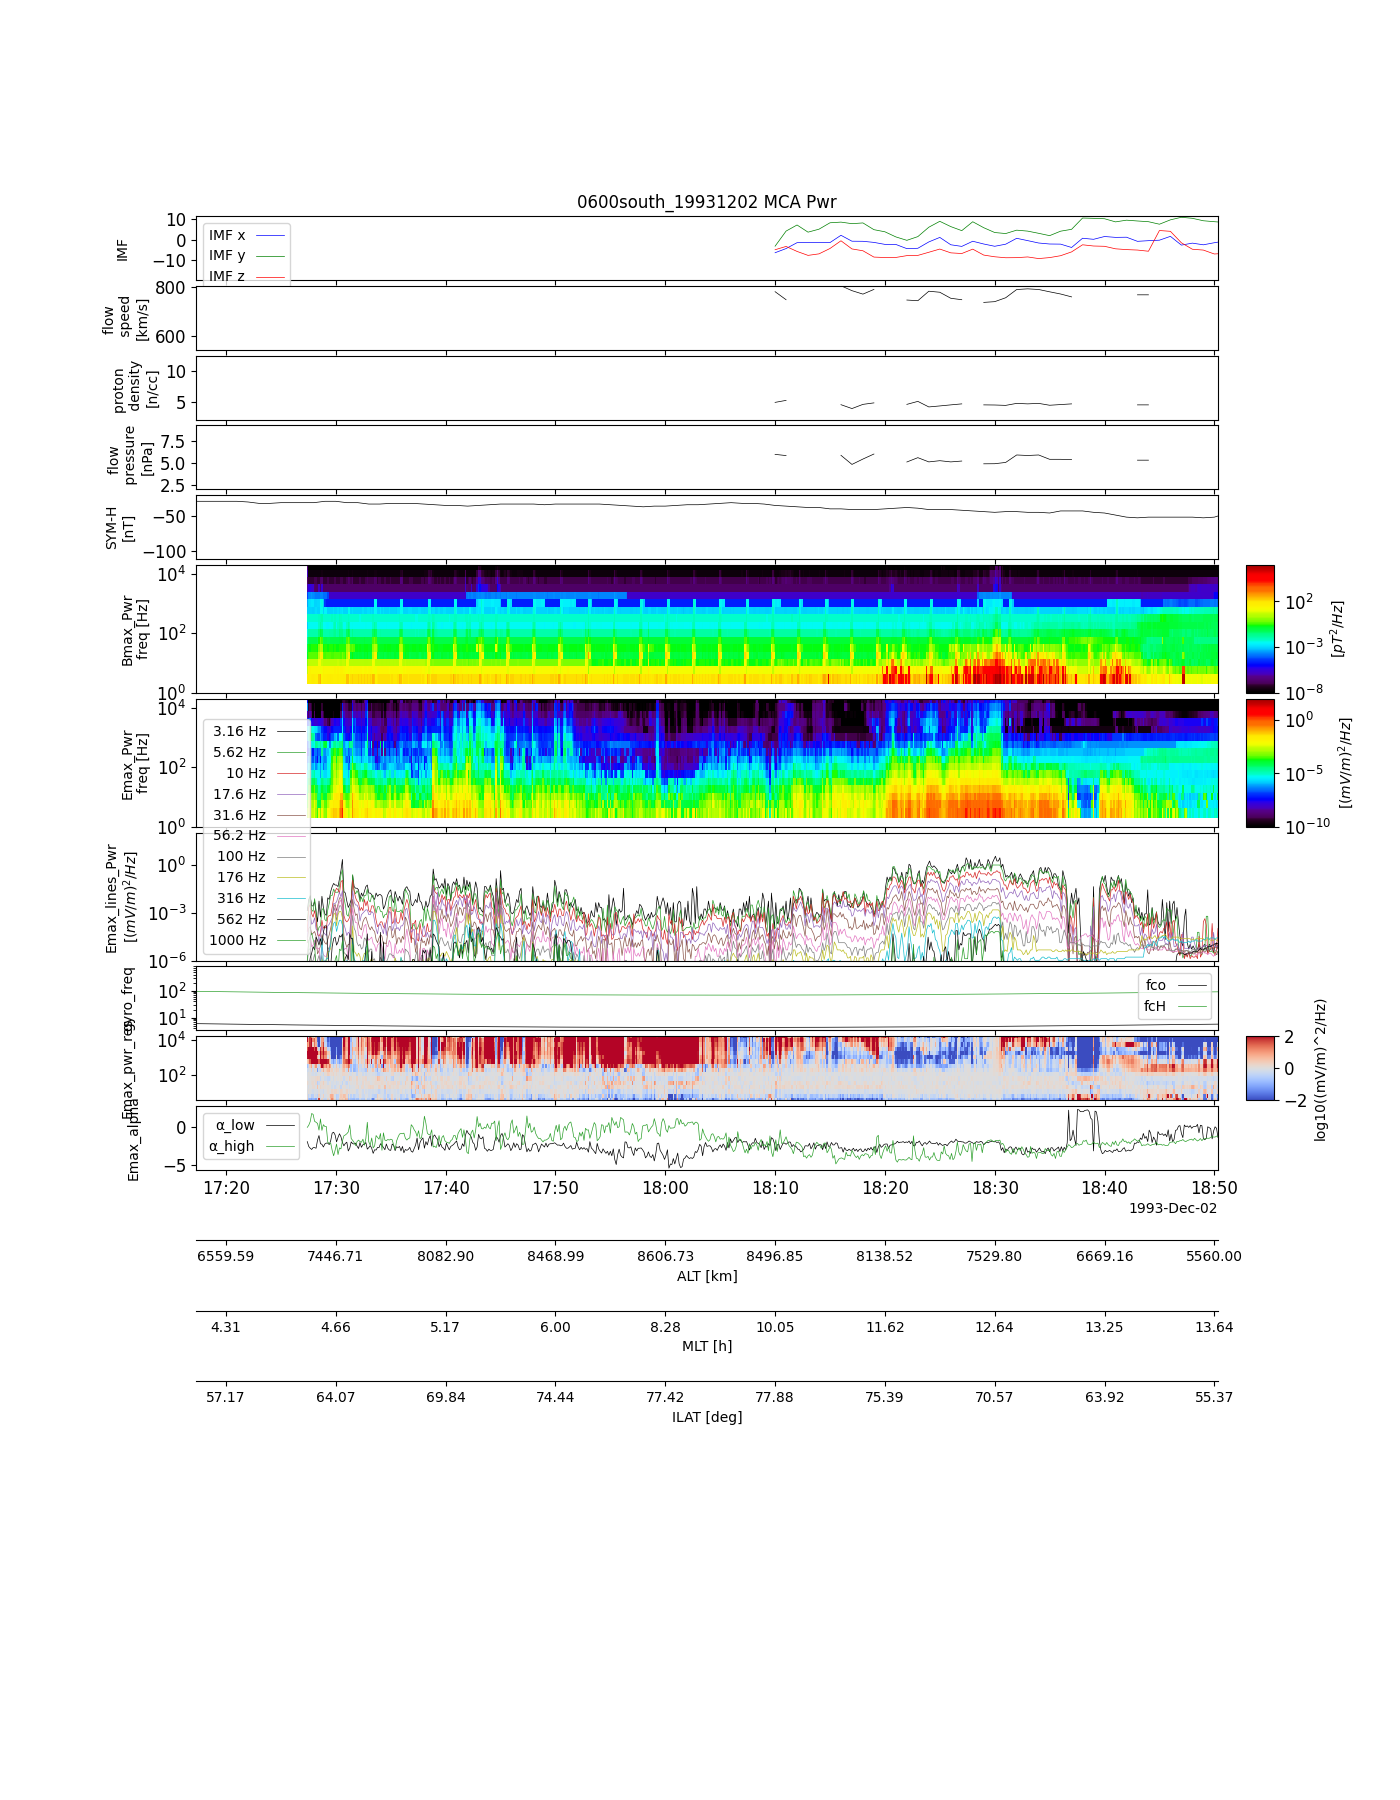 0600south_19931202 MCA Pwr
IMF
10
0
−10
IMF x
IMF y
IMF z
flow
speed
[km/s]
800
600
proton
density
[n/cc]
10
5
flow
pressure
[nPa]
7.5
5.0
2.5
SYM-H
[nT]
−50
−100
Bmax_Pwr
freq [Hz]
10^4
10^2
10^0
10^2
10^−3
10^−8
[pT^2/Hz]
Emax_Pwr
freq [Hz]
10^4
10^2
10^0
10^0
10^−5
10^−10
[(mV/m)^2/Hz]
3.16 Hz
5.62 Hz
10 Hz
17.6 Hz
31.6 Hz
56.2 Hz
100 Hz
176 Hz
316 Hz
562 Hz
1000 Hz
Emax_lines_Pwr
[(mV/m)^2/Hz]
10^0
10^−3
10^−6
gyro_freq
10^2
10^1
fco
fcH
Emax_pwr_reg
10^4
10^2
2
0
−2
log10((mV/m)^2/Hz)
Emax_alpha
0
−5
α_low
α_high
17:20 17:30 17:40 17:50 18:00 18:10 18:20 18:30 18:40 18:50
1993-Dec-02
6559.59 7446.71 8082.90 8468.99 8606.73 8496.85 8138.52 7529.80 6669.16 5560.00
ALT [km]
4.31 4.66 5.17 6.00 8.28 10.05 11.62 12.64 13.25 13.64
MLT [h]
57.17 64.07 69.84 74.44 77.42 77.88 75.39 70.57 63.92 55.37
ILAT [deg]